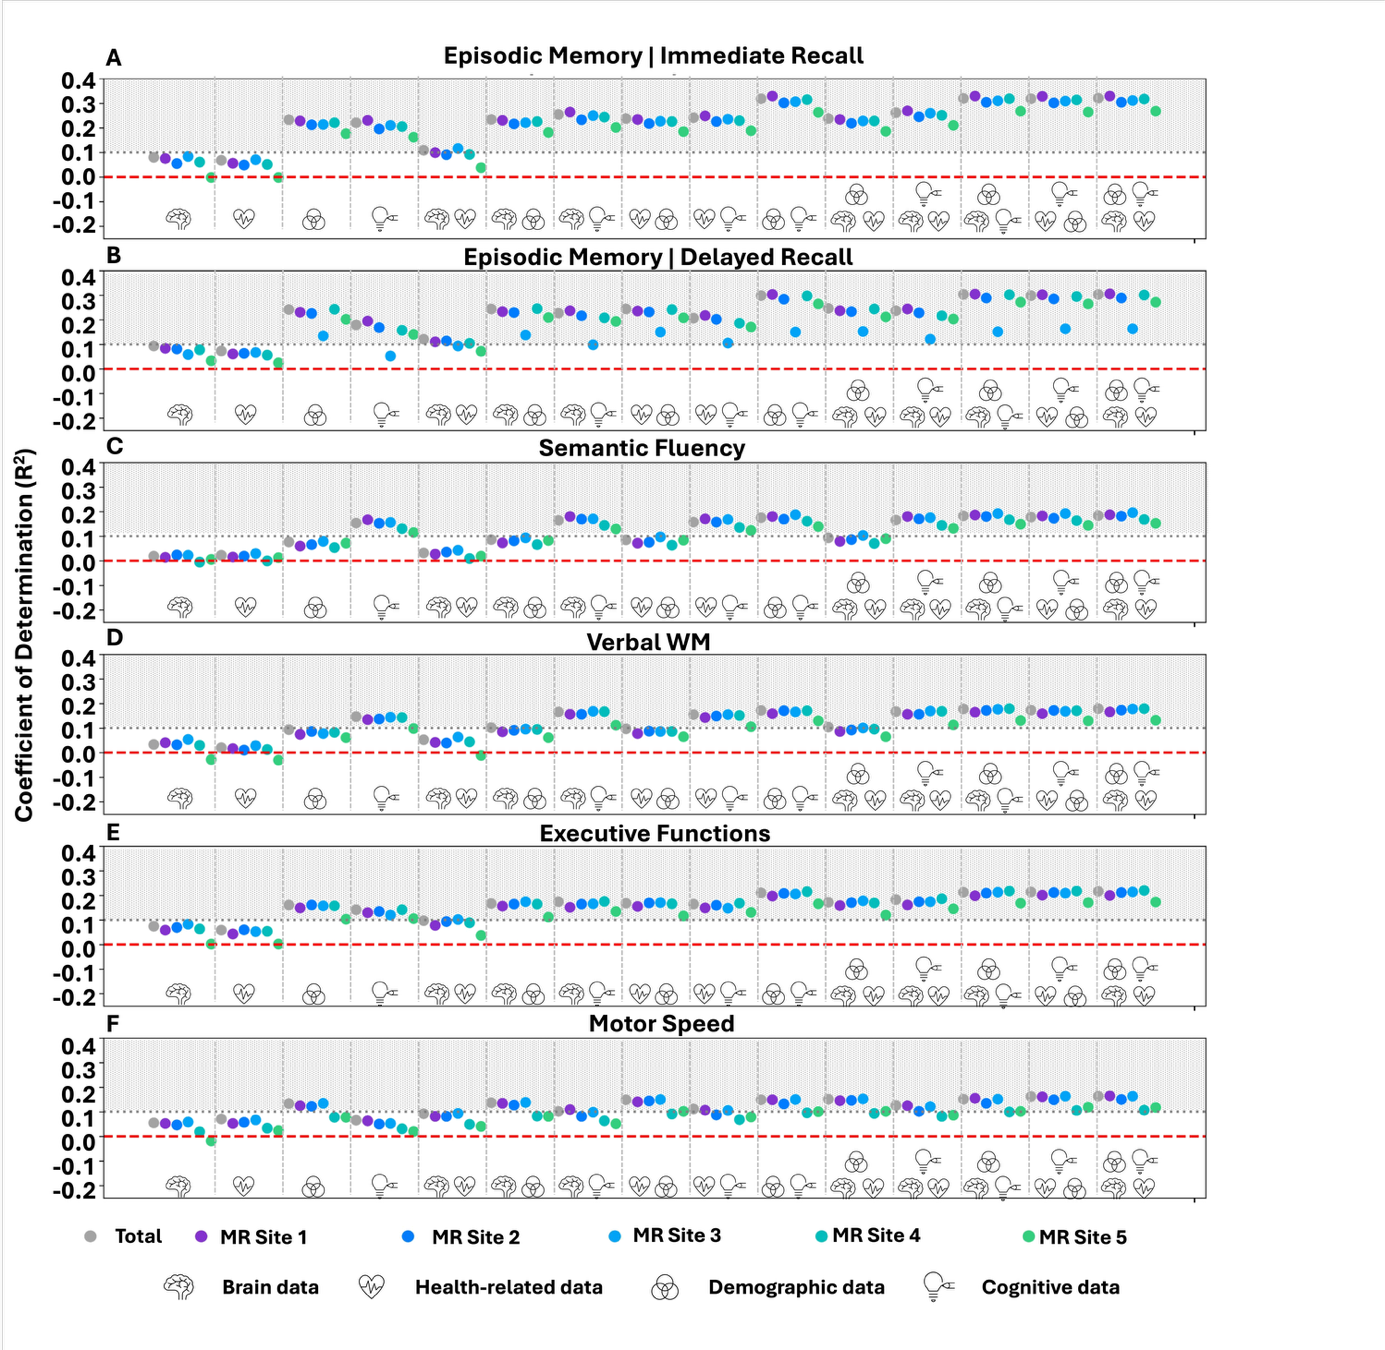 A
Episodic Memory | Immediate Recall
0.4
0.3
0.2
0.1
0.0
-0.1
-0.2
B
Episodic Memory | Delayed Recall
0.4
0.3
0.2
0.1
0.0
-0.1
-0.2
C
Semantic Fluency
0.4
0.3
0.2
0.1
0.0
-0.1
-0.2
D
Verbal WM
0.4
0.3
0.2
0.1
0.0
-0.1
-0.2
E
Executive Functions
0.4
0.3
0.2
0.1
0.0
-0.1
-0.2
F
Motor Speed
0.4
0.3
0.2
0.1
0.0
-0.1
-0.2
Coefficient of Determination (R²)
Total MR Site 1 MR Site 2 MR Site 3 MR Site 4 MR Site 5
Brain data Health-related data Demographic data Cognitive data